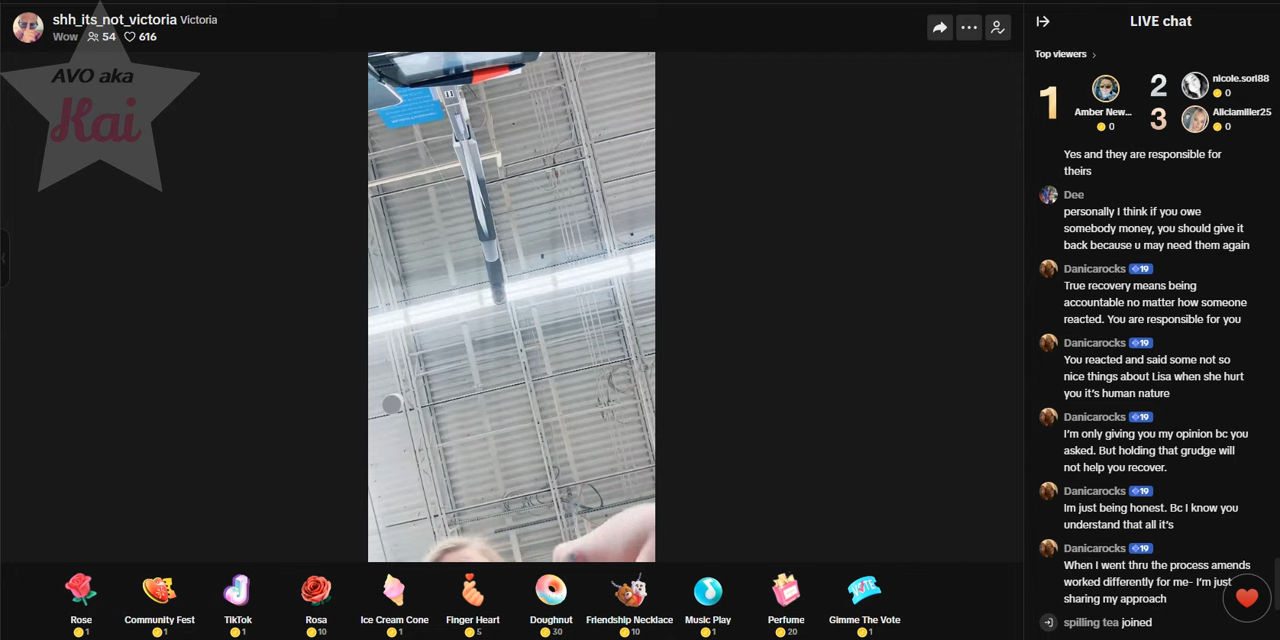 shh_its_not_victoria Victoria
Wow 54 616
AVO aka
Kai
LIVE chat
Top viewers
1
Amber New...
0
2
nicole.sorl88
0
3
Aliciamiller25
0
Yes and they are responsible for
theirs
Dee
personally I think if you owe
somebody money, you should give it
back because u may need them again
Danicarocks 19
True recovery means being
accountable no matter how someone
reacted. You are responsible for you
Danicarocks 19
You reacted and said some not so
nice things about Lisa when she hurt
you it's human nature
Danicarocks 19
I'm only giving you my opinion bc you
asked. But holding that grudge will
not help you recover.
Danicarocks 19
Im just being honest. Bc I know you
understand that all it's
Danicarocks 19
When I went thru the process amends
worked differently for me- I'm just
sharing my approach
spilling tea joined
Rose
1
Community Fest
1
TikTok
1
Rosa
10
Ice Cream Cone
1
Finger Heart
5
Doughnut
30
Friendship Necklace
10
Music Play
1
Perfume
20
VOTE
Gimme The Vote
1